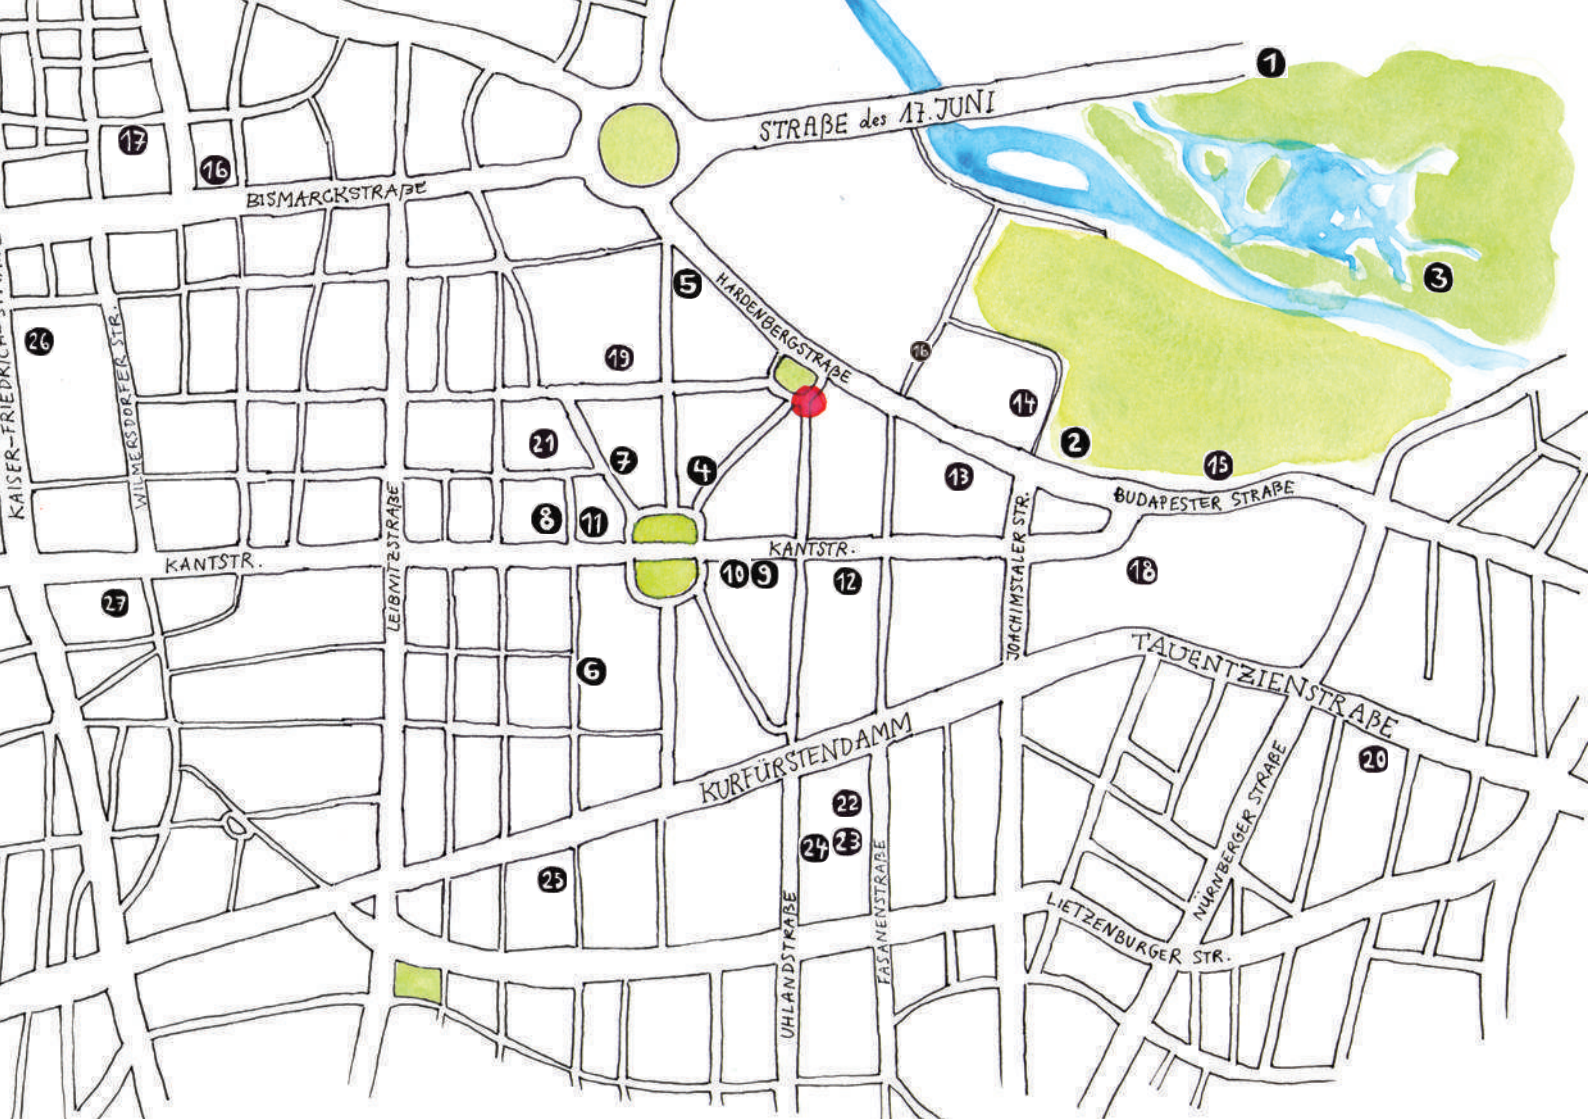 1
STRAßE des 17. JUNI
17
16
BISMARCKSTRAßE
3
5
HARDENBERGSTRAßE
26
WILMERSDORFER STR.
19
16
14
21
7
4
2
15
13
KAISER-FRIEDRICH-STRAßE
LEIBNITZSTRAßE
8
11
JOACHIMSTALER STR.
BUDAPESTER STRAßE
KANTSTR.
KANTSTR.
10
9
12
18
27
6
TAUENTZIENSTRAßE
KURFÜRSTENDAMM
20
22
24
23
25
NÜRNBERGER STRAßE
UHLANDSTRAßE
FASANENSTRAßE
LIETZENBURGER STR.